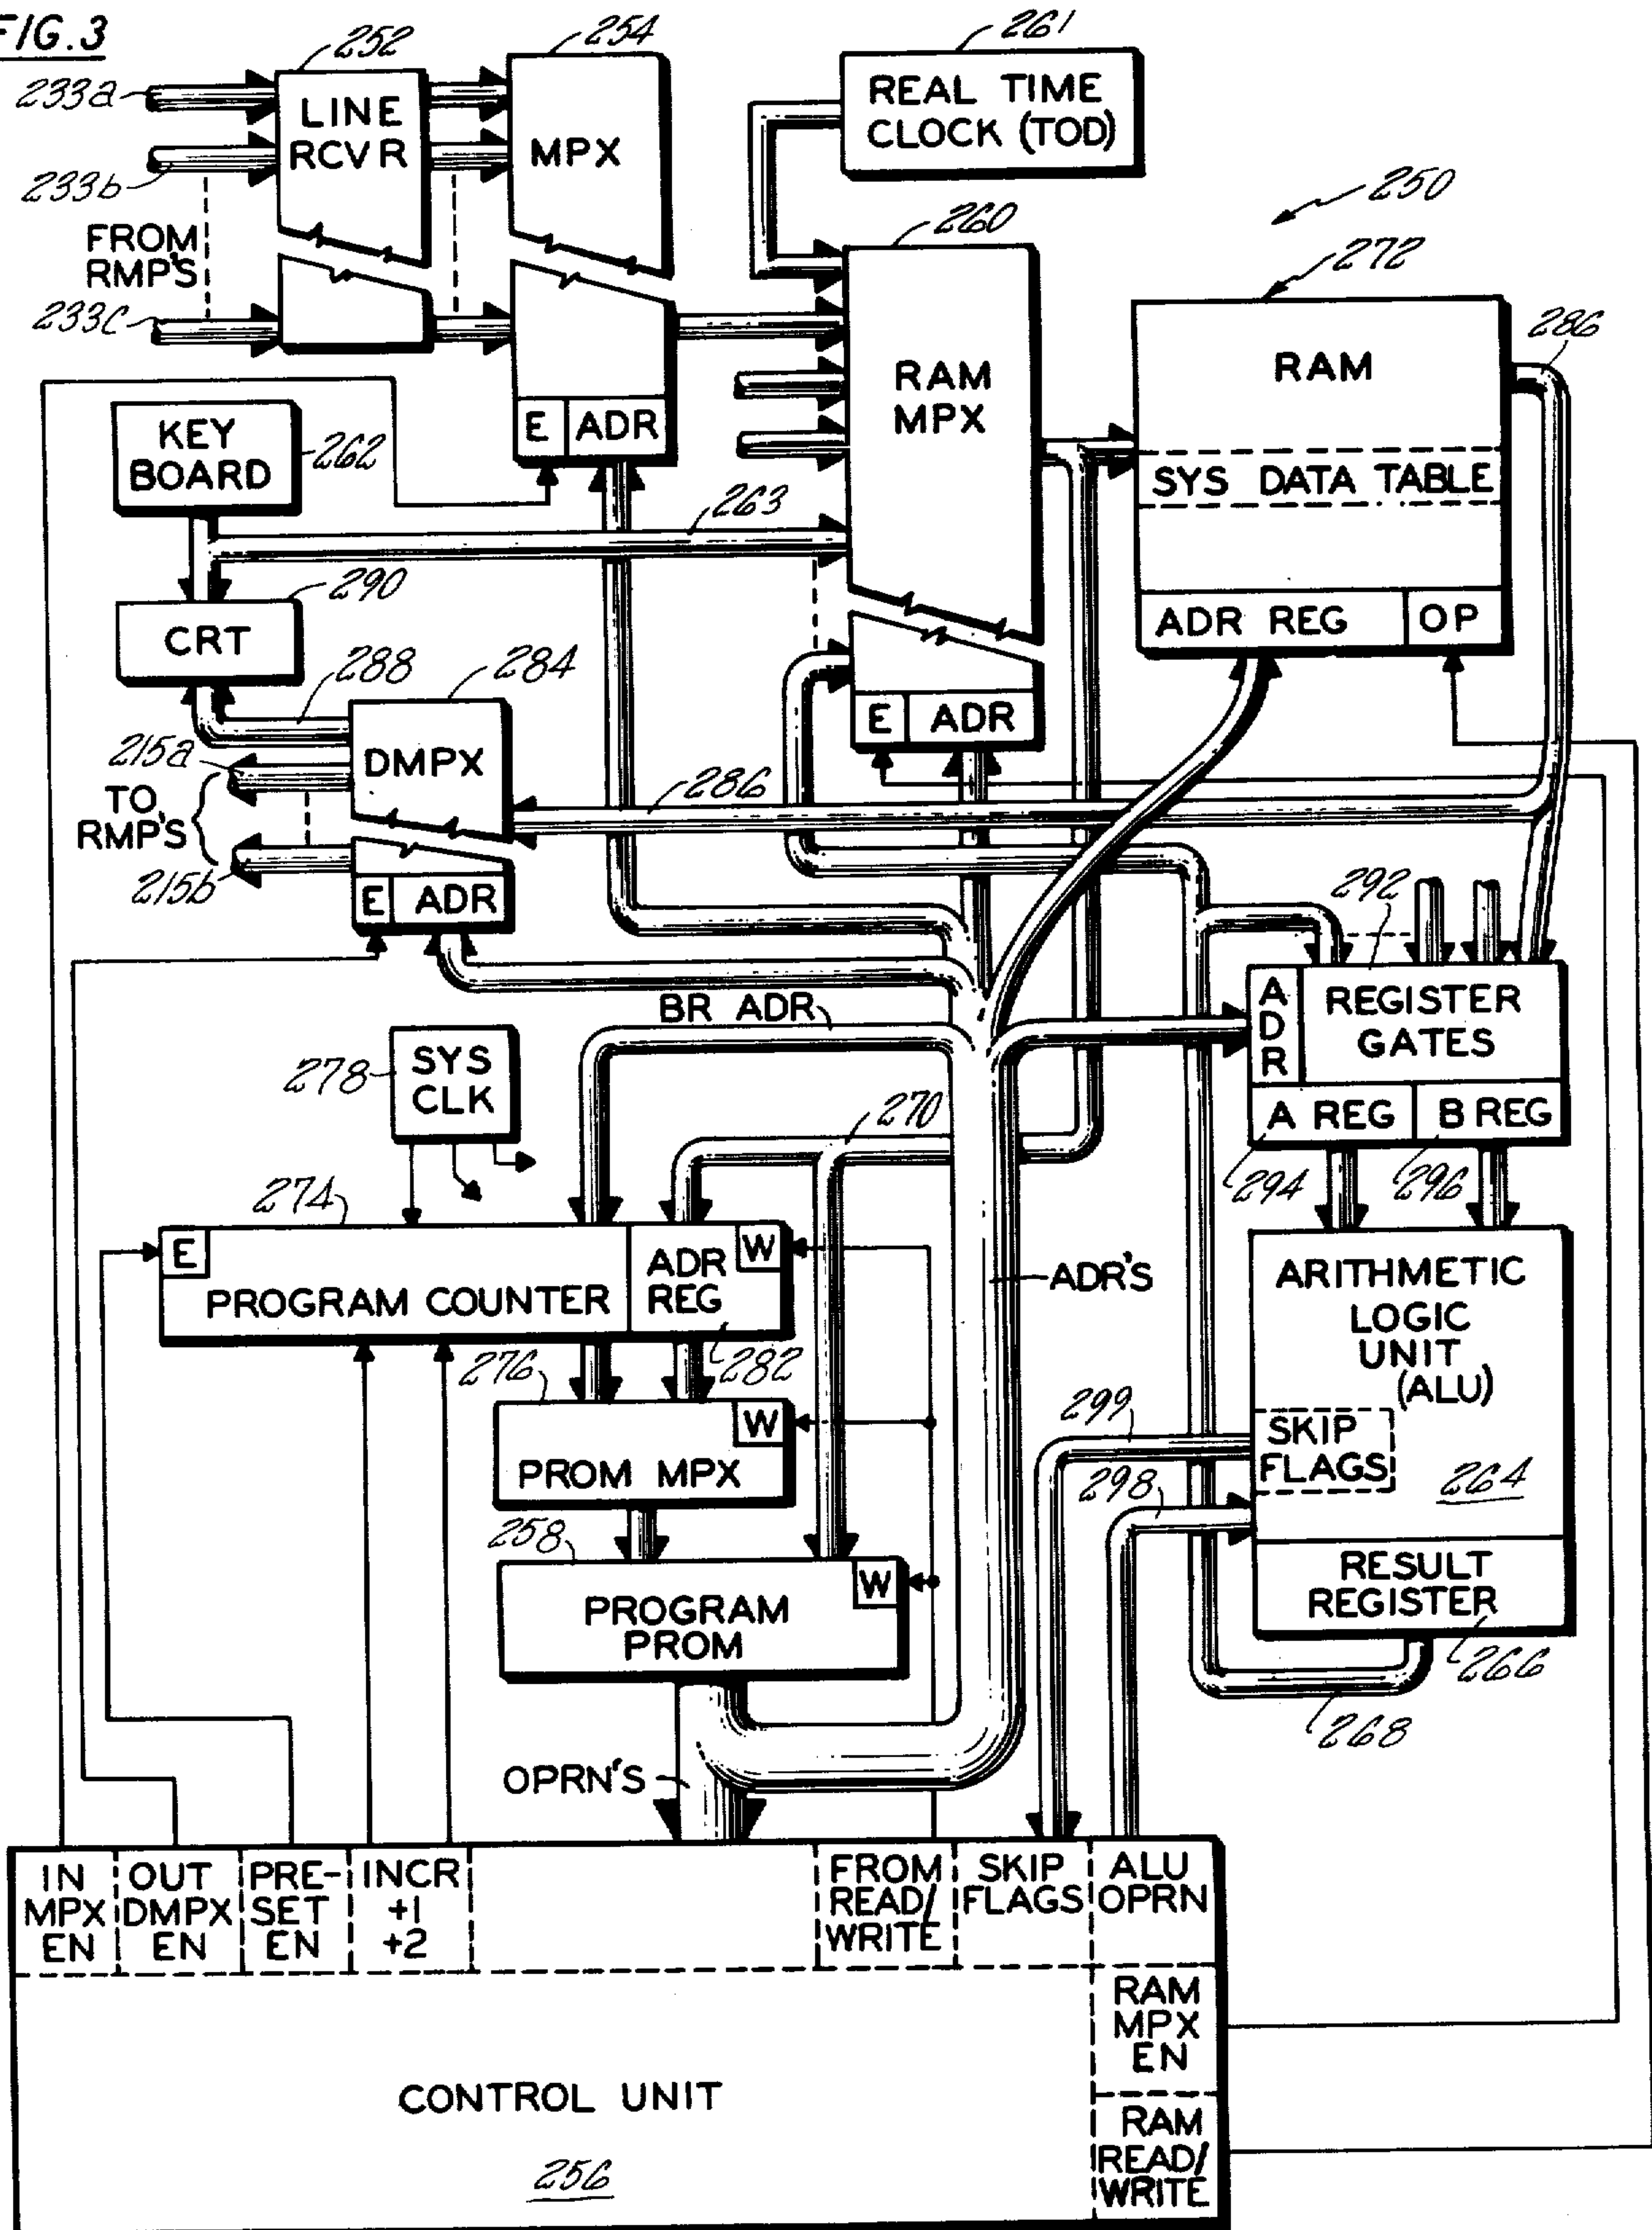 FIG.3
252
254
261
233a
LINE
RCVR
MPX
REAL TIME
CLOCK (TOD)
233b
250
FROM
RMP'S
260
272
233c
RAM
MPX
RAM
286
E
ADR
KEY
BOARD
262
SYS DATA TABLE
263
290
CRT
ADR REG
OP
288
284
E
ADR
215a
DMPX
TO
RMP'S
286
215b
E
ADR
292
BR ADR
ADR
REGISTER
GATES
278
SYS
CLK
270
A REG
B REG
294
296
274
E
PROGRAM COUNTER
ADR
REG
W
ADR'S
ARITHMETIC
LOGIC
UNIT
(ALU)
276
282
W
PROM MPX
299
SKIP
FLAGS
264
298
258
W
PROGRAM
PROM
RESULT
REGISTER
266
268
OPRN'S
IN
MPX
EN
OUT
DMPX
EN
PRE-
SET
EN
INCR
+1
+2
FROM
READ/
WRITE
SKIP
FLAGS
ALU
OPRN
RAM
MPX
EN
CONTROL UNIT
256
RAM
READ/
WRITE